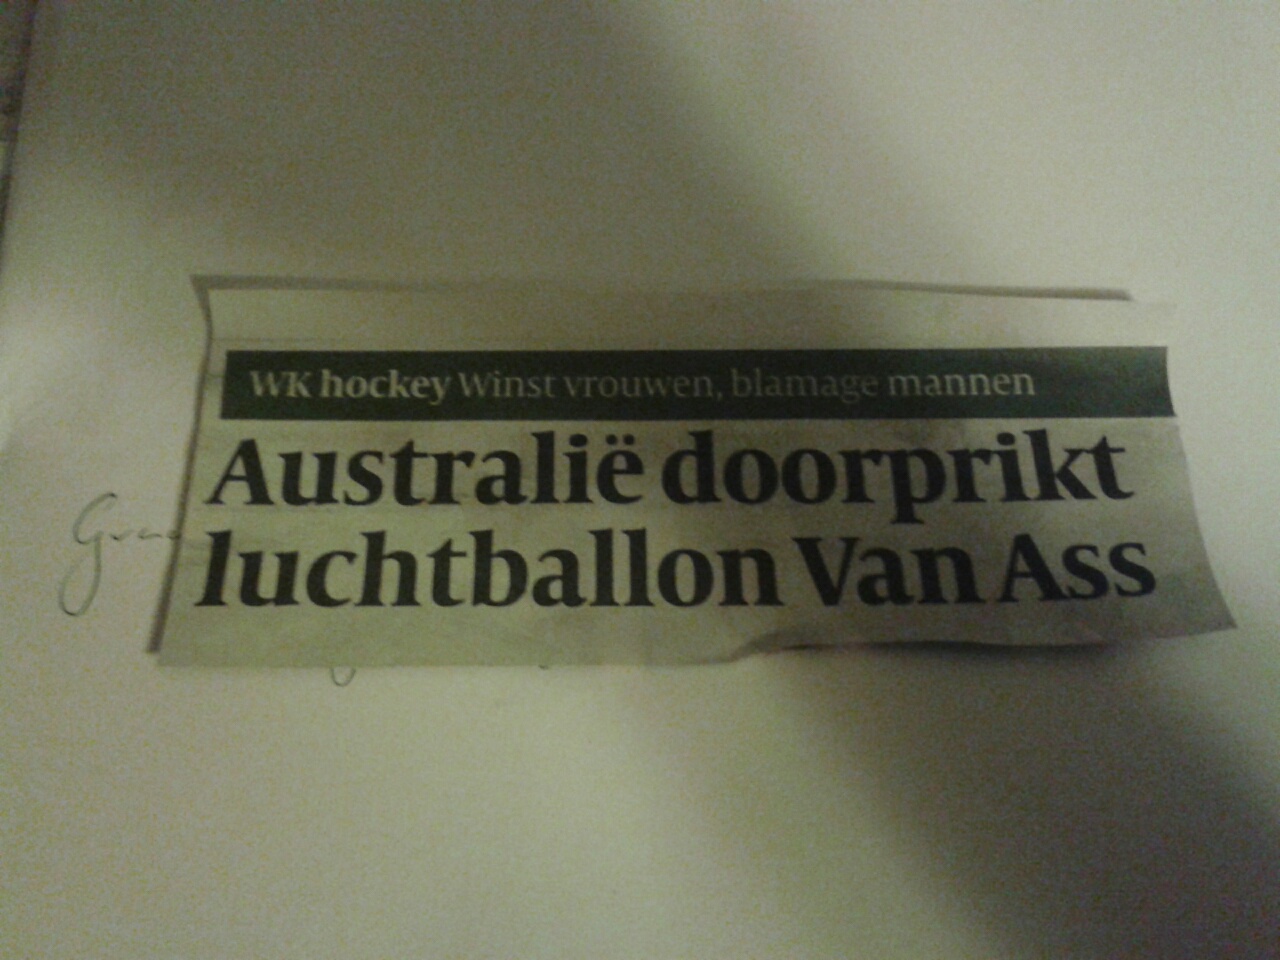 WK hockey Winst vrouwen, blamage mannen
Australië doorprikt
luchtballon Van Ass